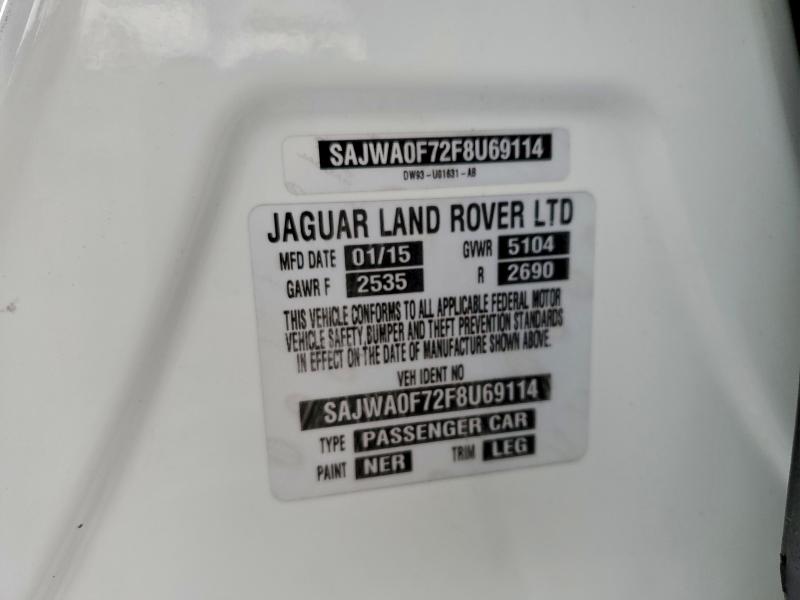 SAJWA0F72F8U69114
DW93-U01631-AB
JAGUAR LAND ROVER LTD
MFD DATE 01/15 GVWR 5104
GAWR F 2535 R 2690
THIS VEHICLE CONFORMS TO ALL APPLICABLE FEDERAL MOTOR
VEHICLE SAFETY,BUMPER AND THEFT PREVENTION STANDARDS
IN EFFECT ON THE DATE OF MANUFACTURE SHOWN ABOVE.
VEH IDENT NO
SAJWA0F72F8U69114
TYPE PASSENGER CAR
PAINT NER TRIM LEG